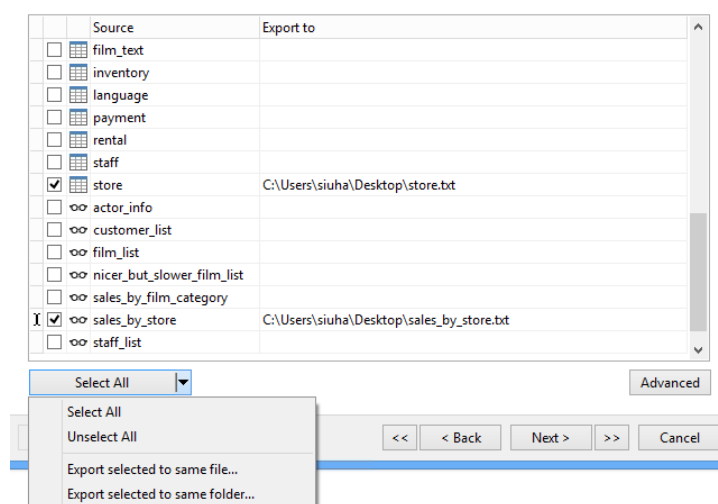 Source Export to
film_text
inventory
language
payment
rental
staff
store C:\Users\siuha\Desktop\store.txt
actor_info
customer_list
film_list
nicer_but_slower_film_list
sales_by_film_category
sales_by_store C:\Users\siuha\Desktop\sales_by_store.txt
staff_list
Select All Advanced
Select All
Unselect All
<< < Back Next > >> Cancel
Export selected to same file...
Export selected to same folder...